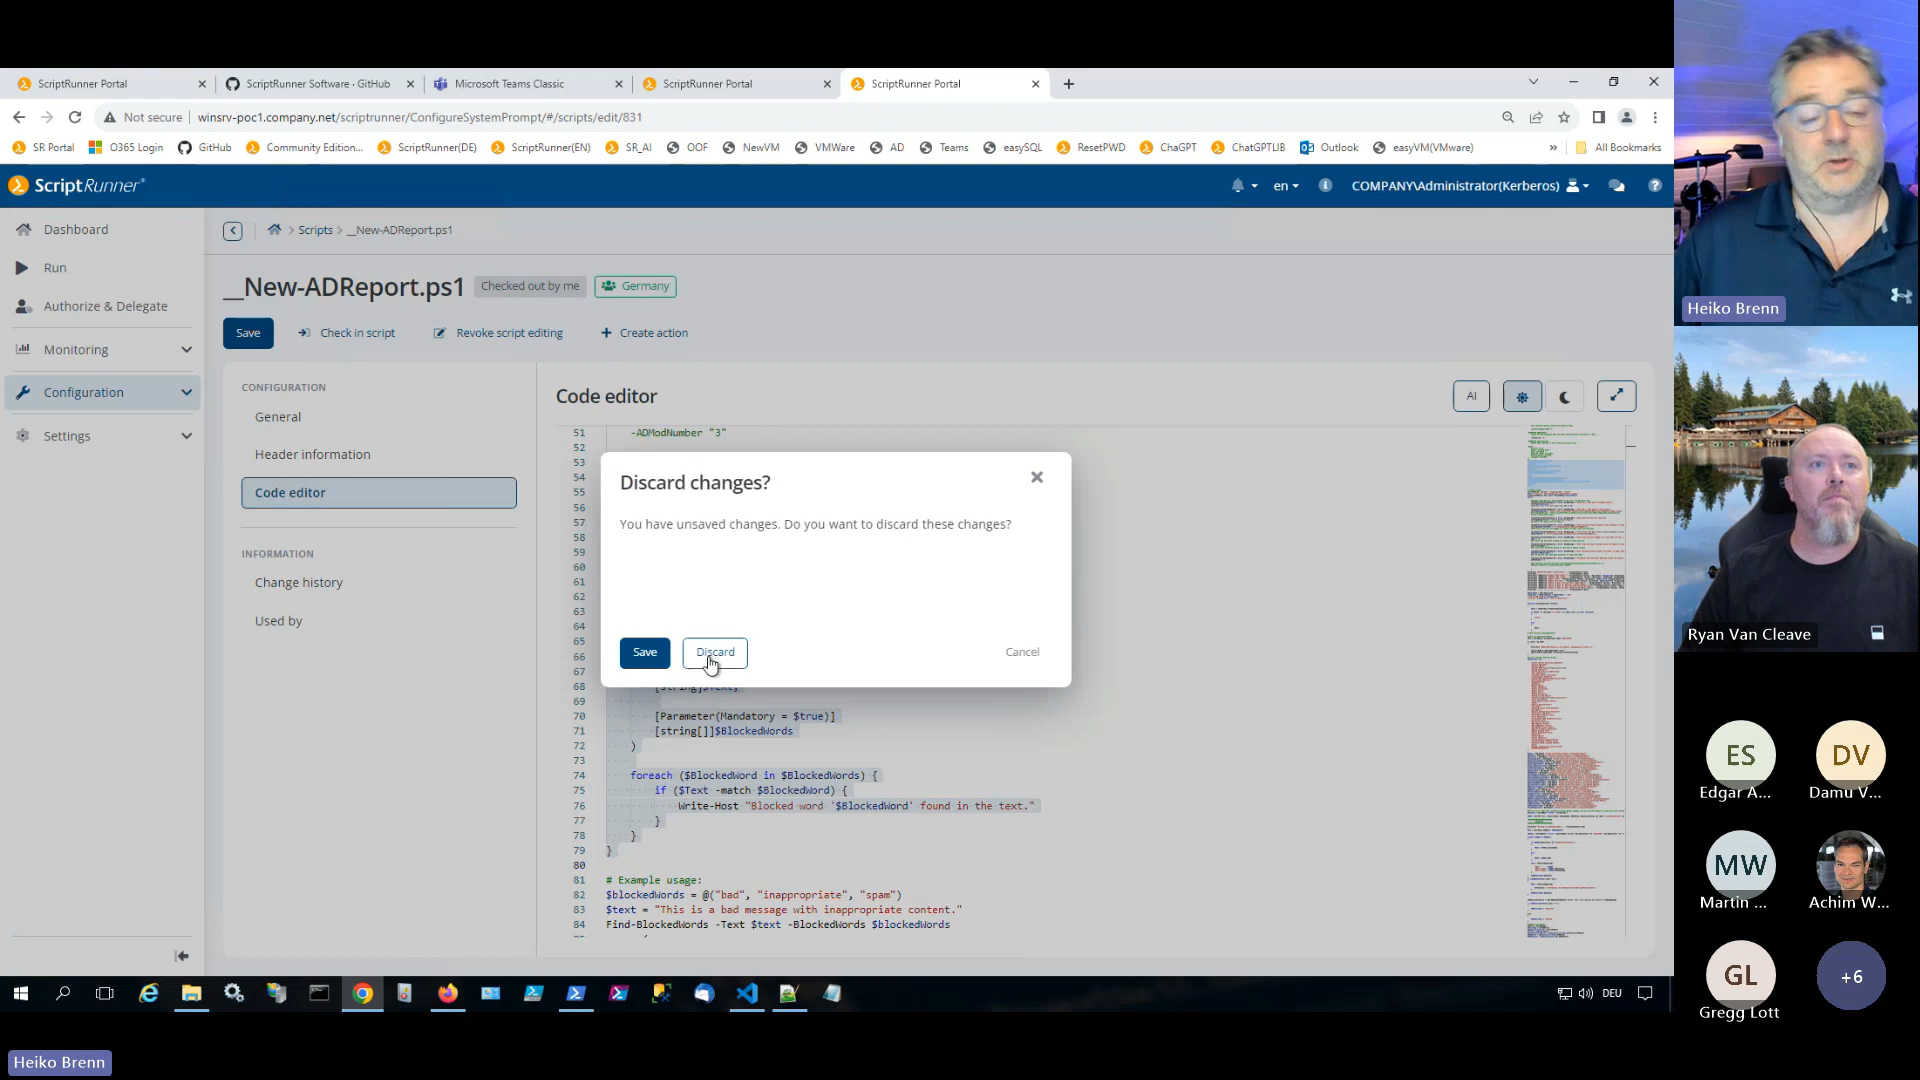 ScriptRunner Portal
ScriptRunner Software · GitHub
Microsoft Teams Classic
ScriptRunner Portal
ScriptRunner Portal
Not secure
winsrv-poc1.company.net/scriptrunner/ConfigureSystemPrompt/#/scripts/edit/831
SR Portal
O365 Login
GitHub
Community Edition...
ScriptRunner(DE)
ScriptRunner(EN)
SR_AI
OOF
NewVM
VMWare
AD
Teams
easySQL
ResetPWD
ChaGPT
ChatGPTLIB
Outlook
easyVM(VMware)
»
All Bookmarks
ScriptRunner®
en
COMPANY\Administrator(Kerberos)
Dashboard
Run
Authorize & Delegate
Monitoring
Configuration
Settings
> Scripts > __New-ADReport.ps1
__New-ADReport.ps1
Checked out by me
Germany
Save
Check in script
Revoke script editing
+ Create action
CONFIGURATION
General
Header information
Code editor
INFORMATION
Change history
Used by
Code editor
AI
51 -ADModNumber "3"
52
53
54
55
56
57
58
59
60
61
62
63
64
65
66
67
68 [string]$Text,
69
70 [Parameter(Mandatory = $true)]
71 [string[]]$BlockedWords
72 )
73
74 foreach ($BlockedWord in $BlockedWords) {
75 if ($Text -match $BlockedWord) {
76 Write-Host "Blocked word '$BlockedWord' found in the text."
77 }
78 }
79 }
80
81 # Example usage:
82 $blockedWords = @("bad", "inappropriate", "spam")
83 $text = "This is a bad message with inappropriate content."
84 Find-BlockedWords -Text $text -BlockedWords $blockedWords
Discard changes?
You have unsaved changes. Do you want to discard these changes?
Save
Discard
Cancel
DEU
Heiko Brenn
Heiko Brenn
Ryan Van Cleave
ES
Edgar A...
DV
Damu V...
MW
Martin ...
Achim W...
GL
Gregg Lott
+6